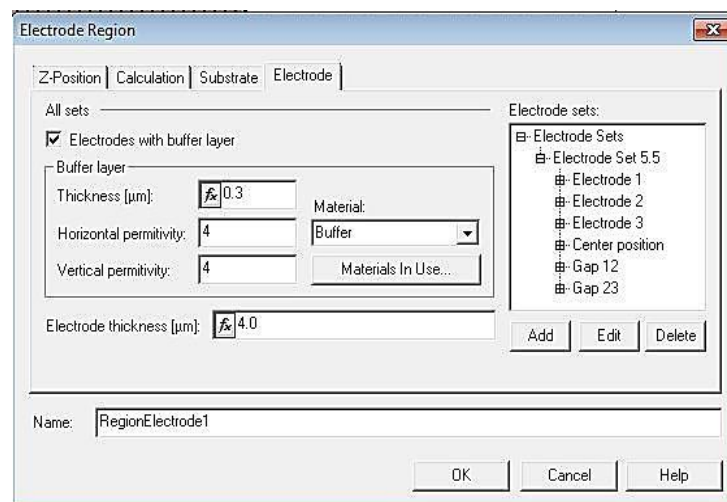 Electrode Region
Z-Position Calculation Substrate Electrode
All sets
Electrodes with buffer layer
Buffer layer
Thickness [µm]: fx 0.3
Material:
Horizontal permitivity: 4 Buffer
Vertical permitivity: 4 Materials In Use...
Electrode thickness [µm]: fx 4.0
Electrode sets:
Electrode Sets
Electrode Set 5.5
Electrode 1
Electrode 2
Electrode 3
Center position
Gap 12
Gap 23
Add Edit Delete
Name: RegionElectrode1
OK Cancel Help